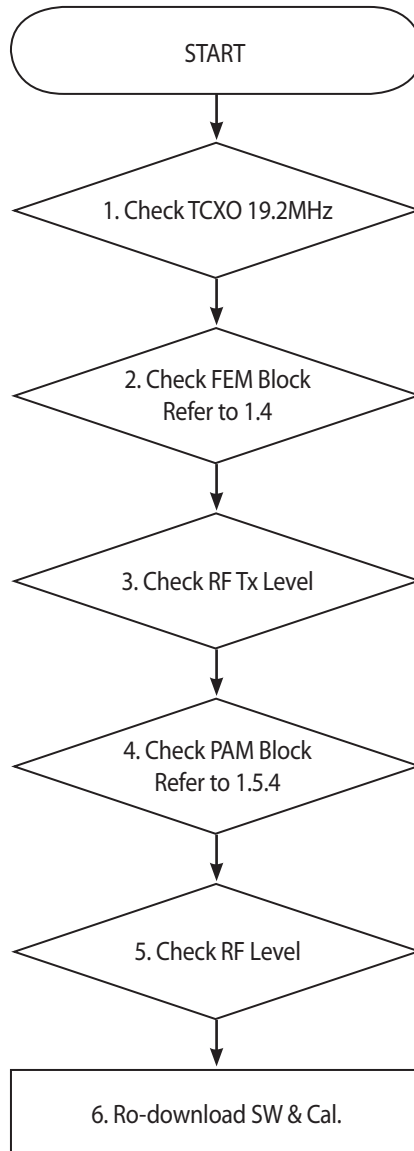 START
1. Check TCXO 19.2MHz
2. Check FEM Block
Refer to 1.4
3. Check RF Tx Level
4. Check PAM Block
Refer to 1.5.4
5. Check RF Level
6. Ro-download SW & Cal.